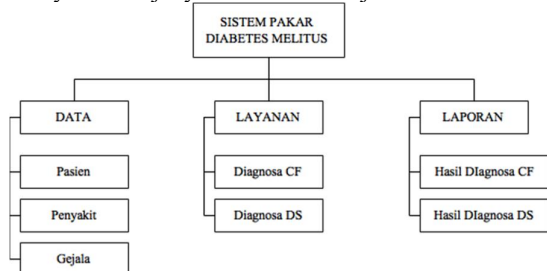 SISTEM PAKAR
DIABETES MELITUS
DATA
LAYANAN
LAPORAN
Pasien
Diagnosa CF
Hasil DIagnosa CF
Penyakit
Diagnosa DS
Hasil DIagnosa DS
Gejala